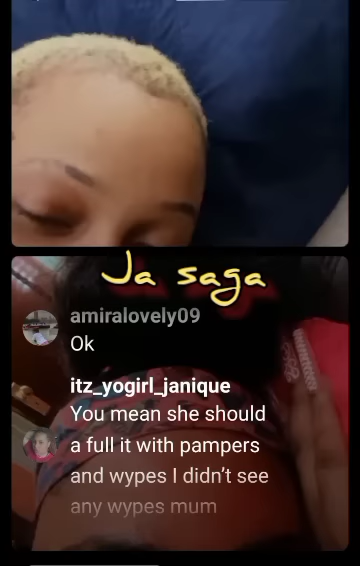 Ja saga
amiralovely09
Ok
itz_yogirl_janique
You mean she should
a full it with pampers
and wypes I didn't see
any wypes mum